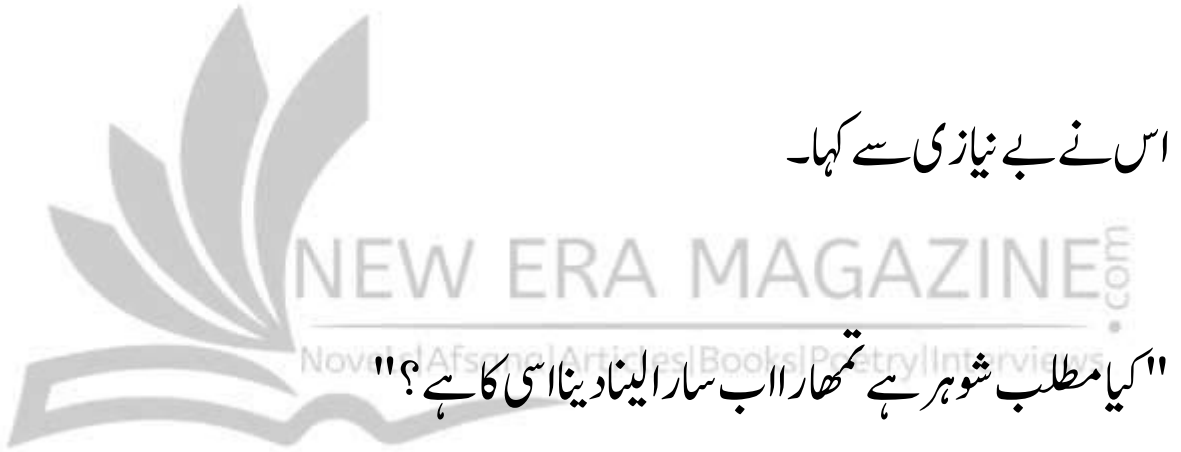 اس نے بے نیازی سے کہا۔
NEW ERA MAGAZINE.com
Novels|Afsana|Articles|Books|Poetry|Interviews
"کیا مطلب شوہر ہے تمھارا اب سارا لینا دینا اسی کا ہے؟"